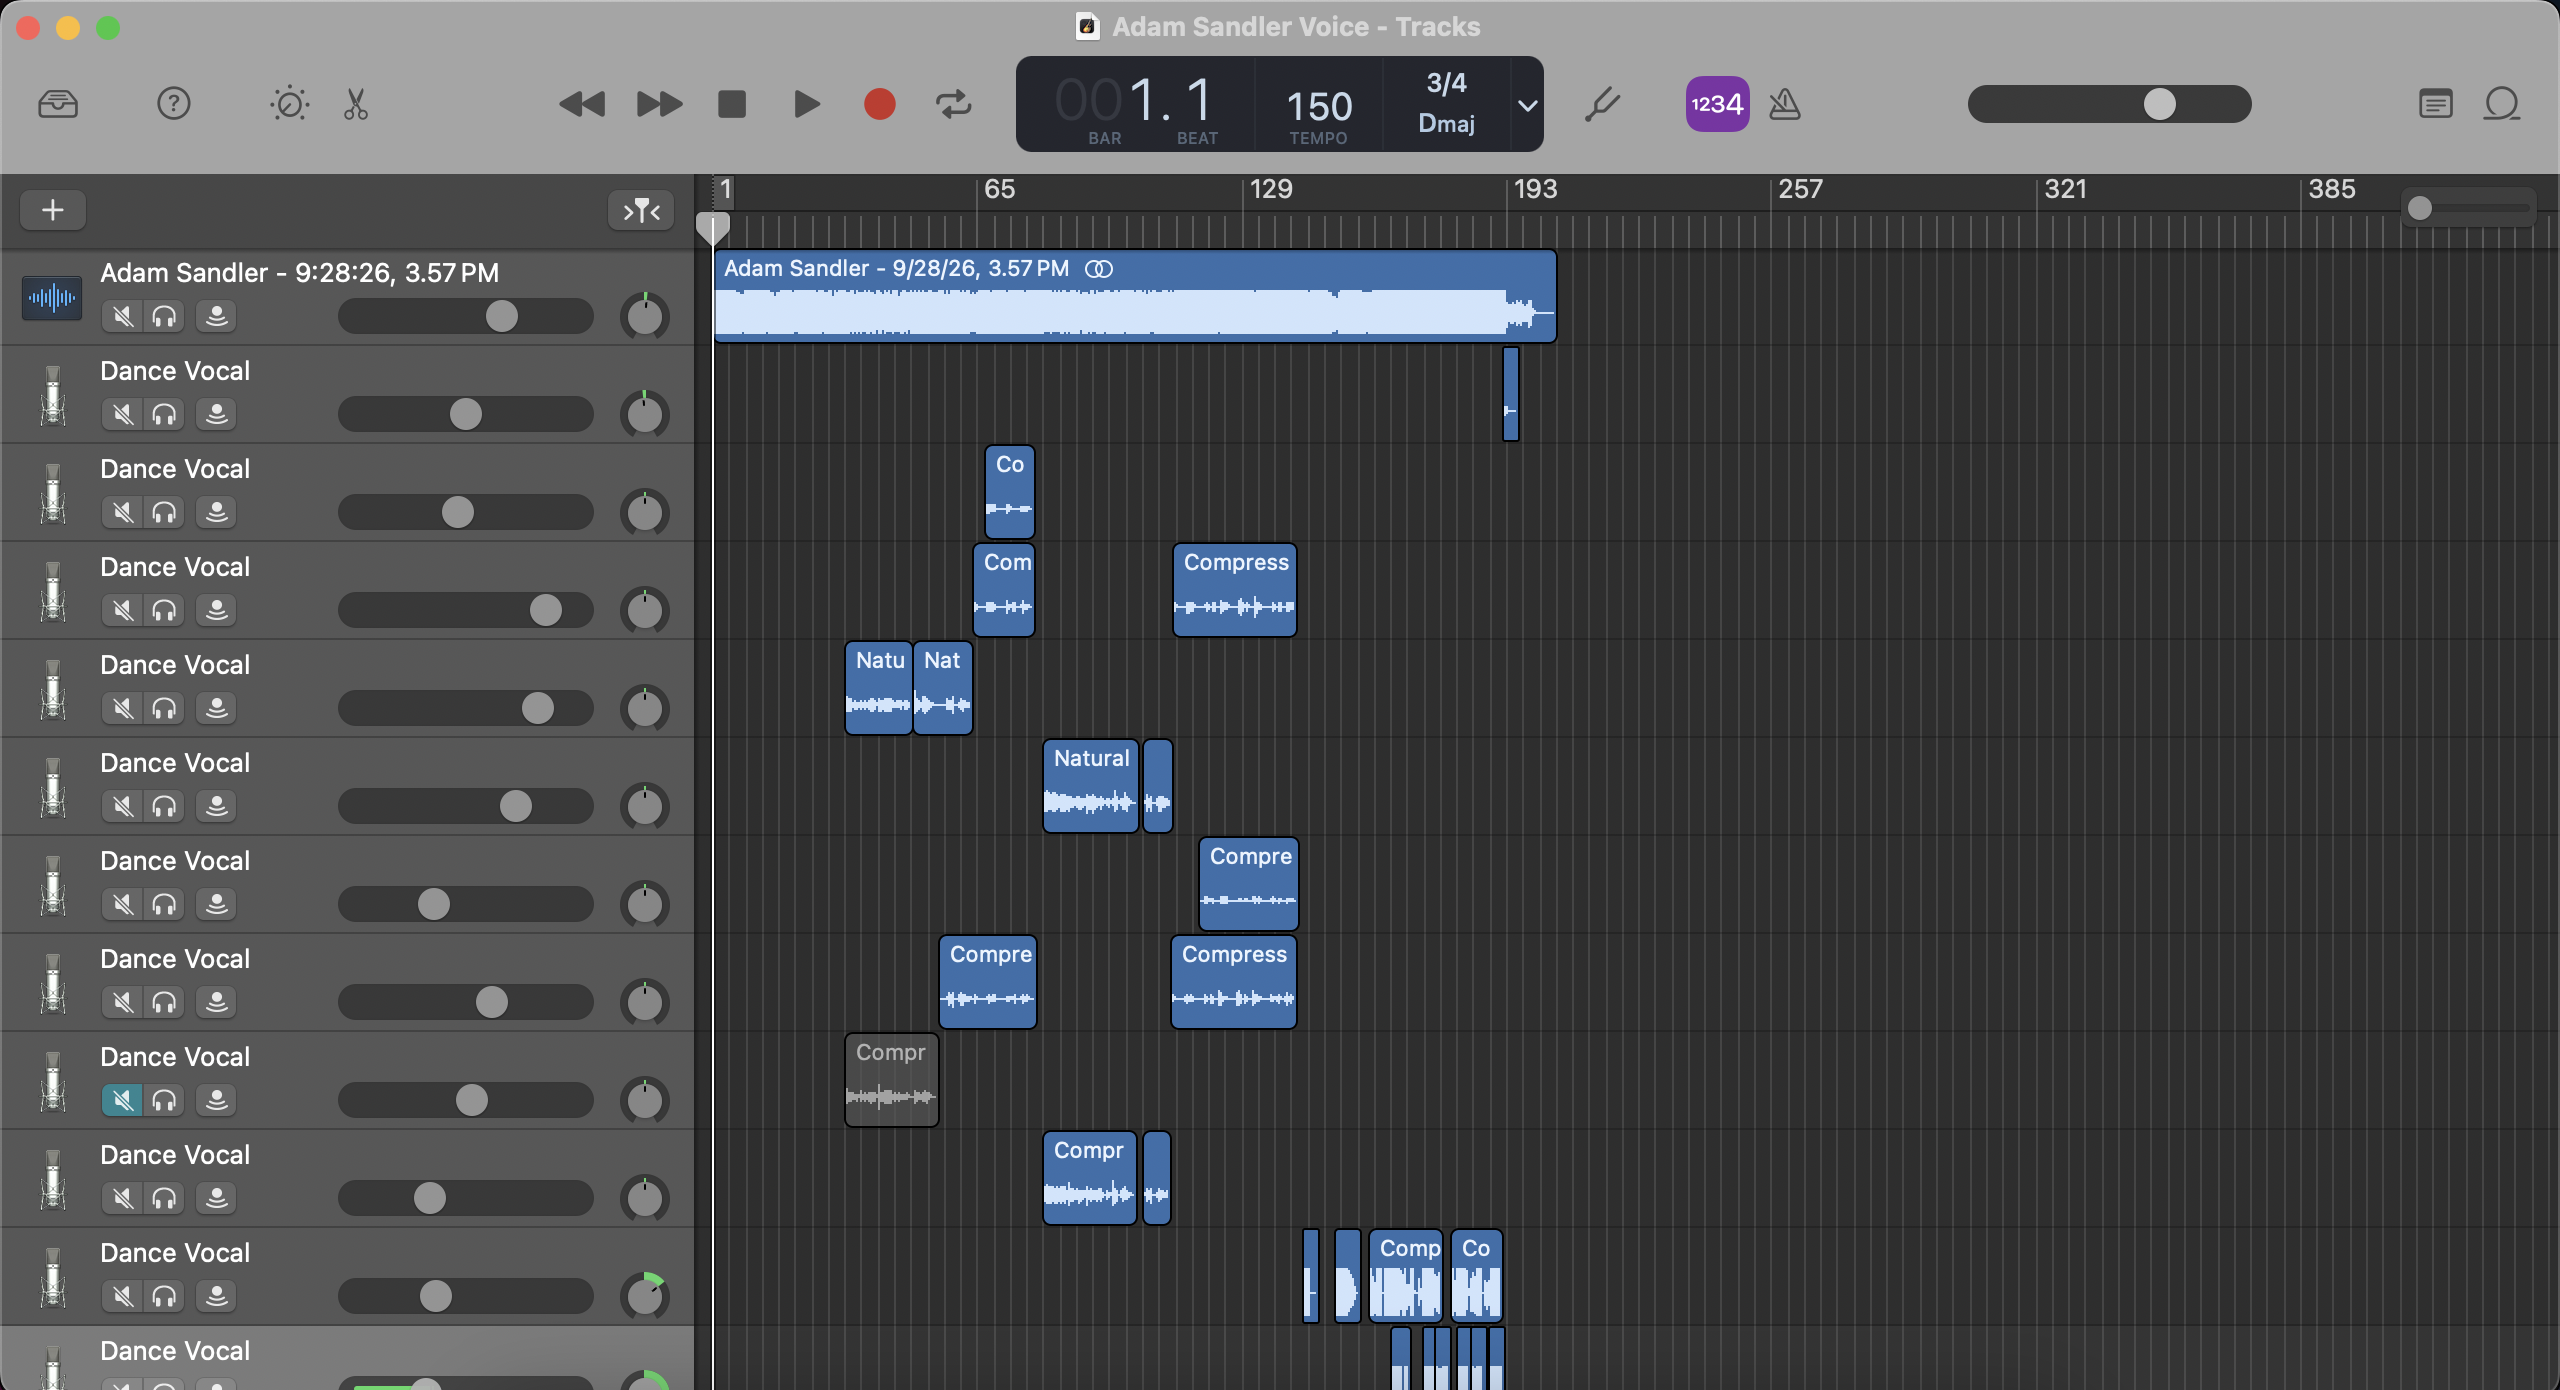 Adam Sandler Voice - Tracks
001. 1
BAR BEAT
150
TEMPO
3/4
Dmaj
1234
1 65 129 193 257 321 385
Adam Sandler - 9:28:26, 3.57 PM
Adam Sandler - 9/28/26, 3.57 PM
Dance Vocal
Dance Vocal
Co
Dance Vocal
Com
Compress
Dance Vocal
Natu
Nat
Dance Vocal
Natural
Dance Vocal
Compre
Dance Vocal
Compre
Compress
Dance Vocal
Compr
Dance Vocal
Compr
Dance Vocal
Comp
Co
Dance Vocal